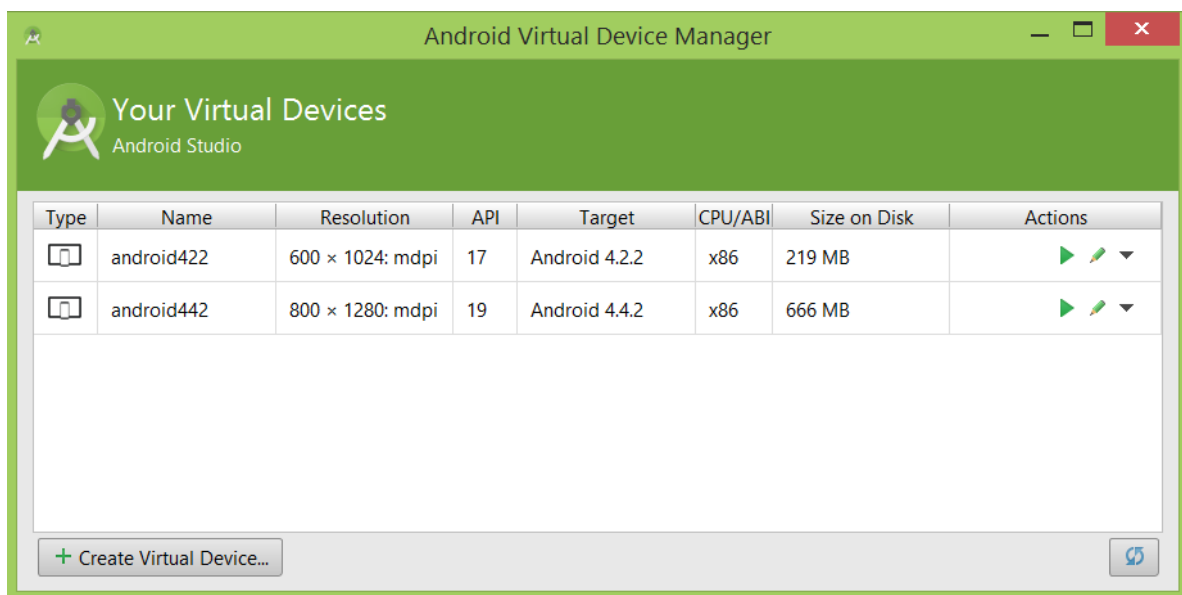 Android Virtual Device Manager
Your Virtual Devices
Android Studio
Type Name Resolution API Target CPU/ABI Size on Disk Actions
android422 600 × 1024: mdpi 17 Android 4.2.2 x86 219 MB
android442 800 × 1280: mdpi 19 Android 4.4.2 x86 666 MB
Create Virtual Device...